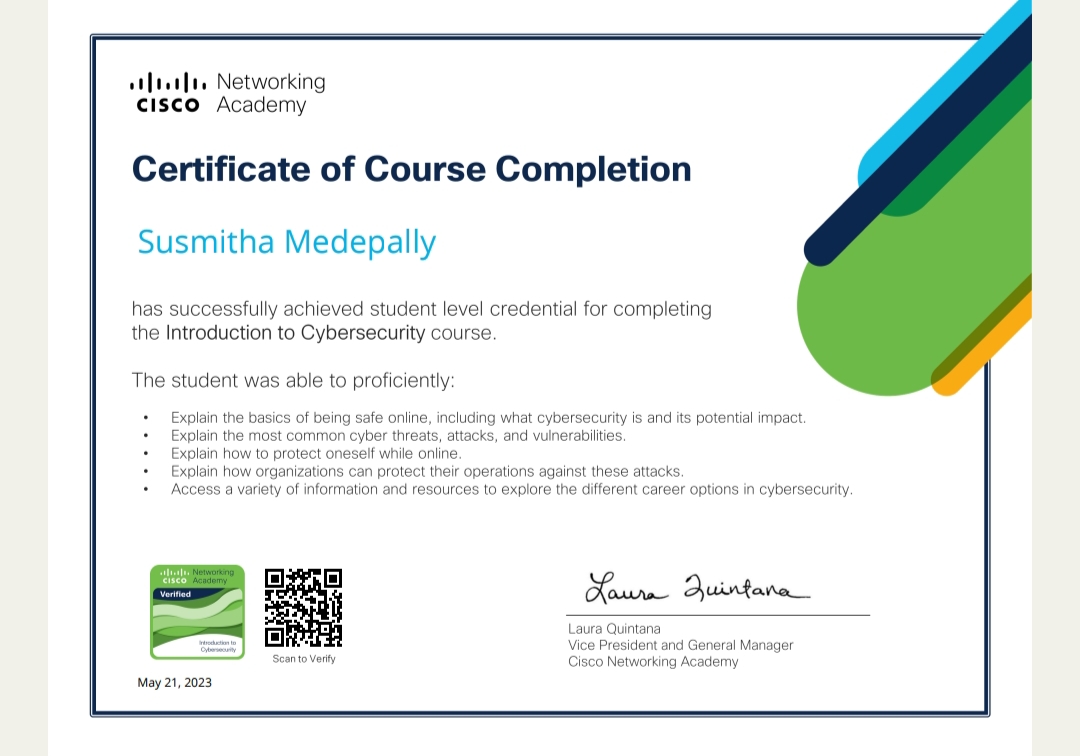 Networking
CISCO Academy
Certificate of Course Completion
Susmitha Medepally
has successfully achieved student level credential for completing
the Introduction to Cybersecurity course.
The student was able to proficiently:
• Explain the basics of being safe online, including what cybersecurity is and its potential impact.
• Explain the most common cyber threats, attacks, and vulnerabilities.
• Explain how to protect oneself while online.
• Explain how organizations can protect their operations against these attacks.
• Access a variety of information and resources to explore the different career options in cybersecurity.
Networking
CISCO Academy
Verified
Introduction to
Cybersecurity
Scan to Verify
May 21, 2023
Laura Quintana
Laura Quintana
Vice President and General Manager
Cisco Networking Academy